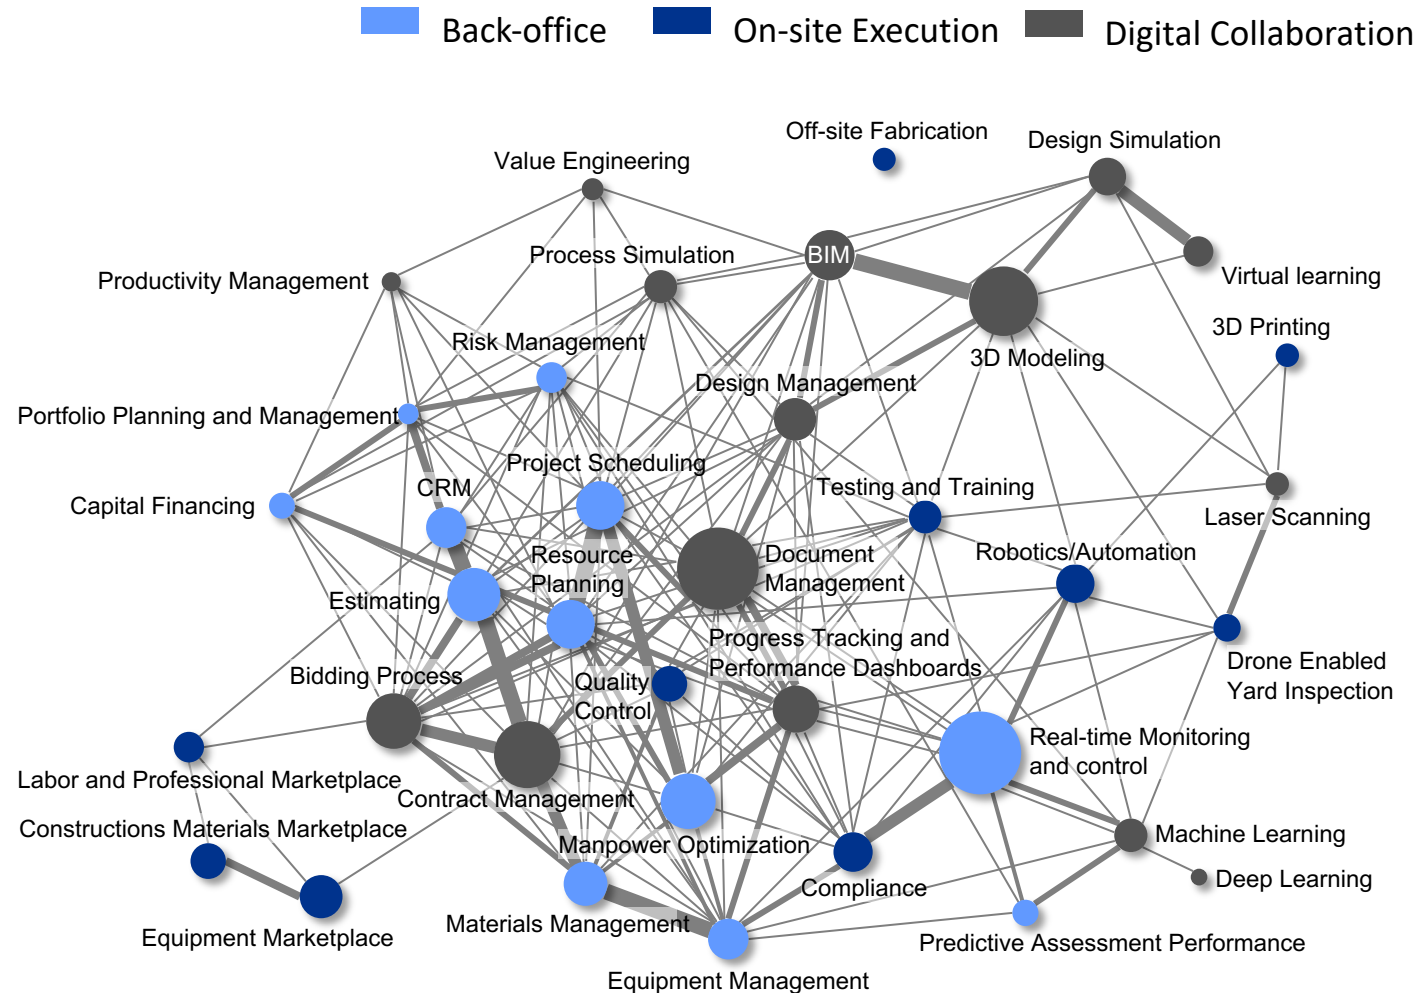 Back-office
On-site Execution
Digital Collaboration
Off-site Fabrication
Design Simulation
Value Engineering
Process Simulation
BIM
Virtual learning
Productivity Management
3D Printing
Risk Management
3D Modeling
Design Management
Portfolio Planning and Management
Project Scheduling
CRM
Testing and Training
Capital Financing
Laser Scanning
Resource
Planning
Document
Management
Robotics/Automation
Estimating
Progress Tracking and
Performance Dashboards
Drone Enabled
Yard Inspection
Bidding Process
Quality
Control
Real-time Monitoring
and control
Labor and Professional Marketplace
Contract Management
Constructions Materials Marketplace
Manpower Optimization
Machine Learning
Compliance
Deep Learning
Materials Management
Equipment Marketplace
Predictive Assessment Performance
Equipment Management